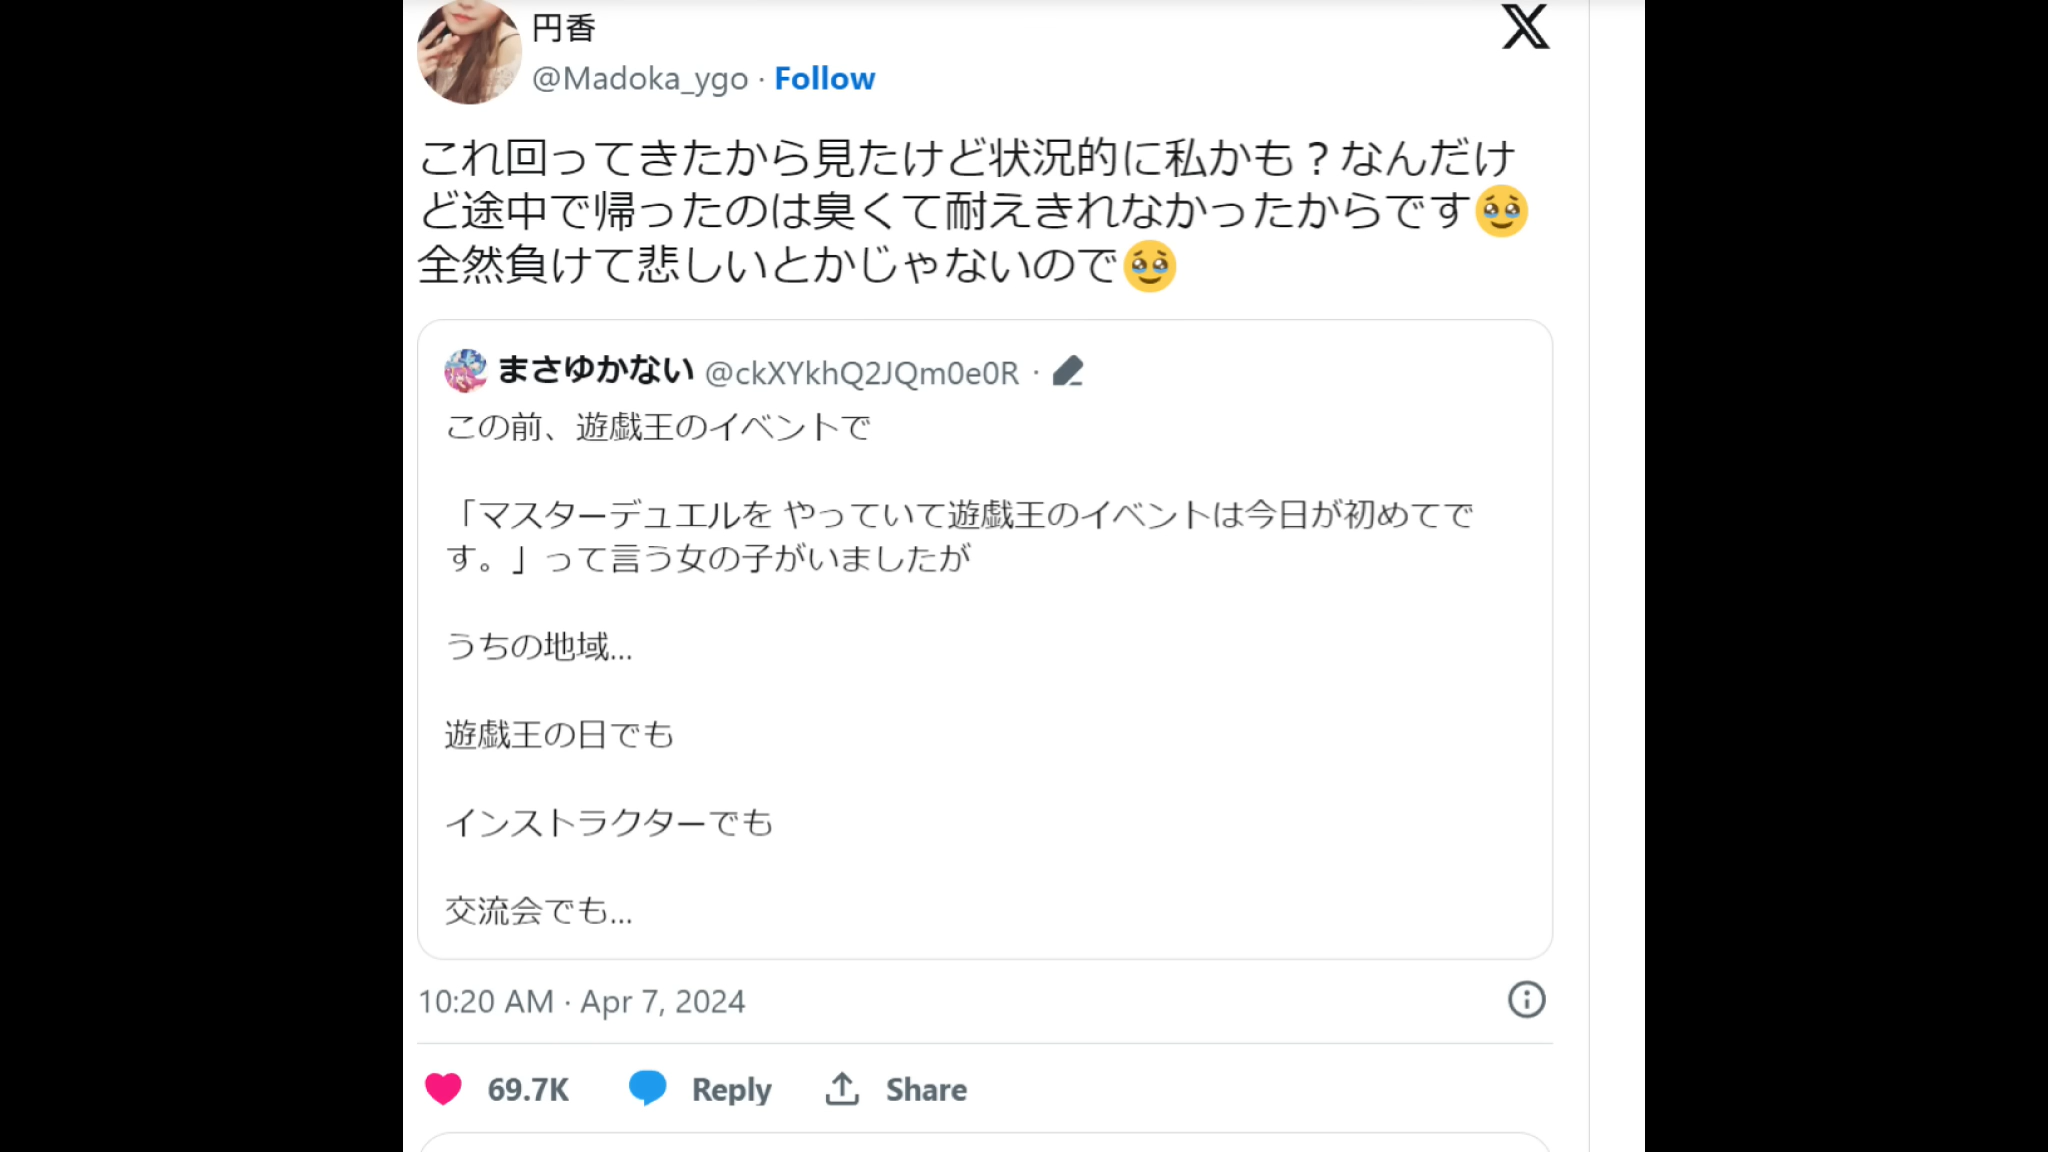 円香
@Madoka_ygo · Follow
これ回ってきたから見たけど状況的に私かも？なんだけ
ど途中で帰ったのは臭くて耐えきれなかったからです🥹
全然負けて悲しいとかじゃないので🥹
まさゆかない @ckXYkhQ2JQm0e0R ·
この前、遊戯王のイベントで
「マスターデュエルを やっていて遊戯王のイベントは今日が初めてで
す。」って言う女の子がいましたが
うちの地域...
遊戯王の日でも
インストラクターでも
交流会でも...
10:20 AM · Apr 7, 2024
69.7K Reply Share